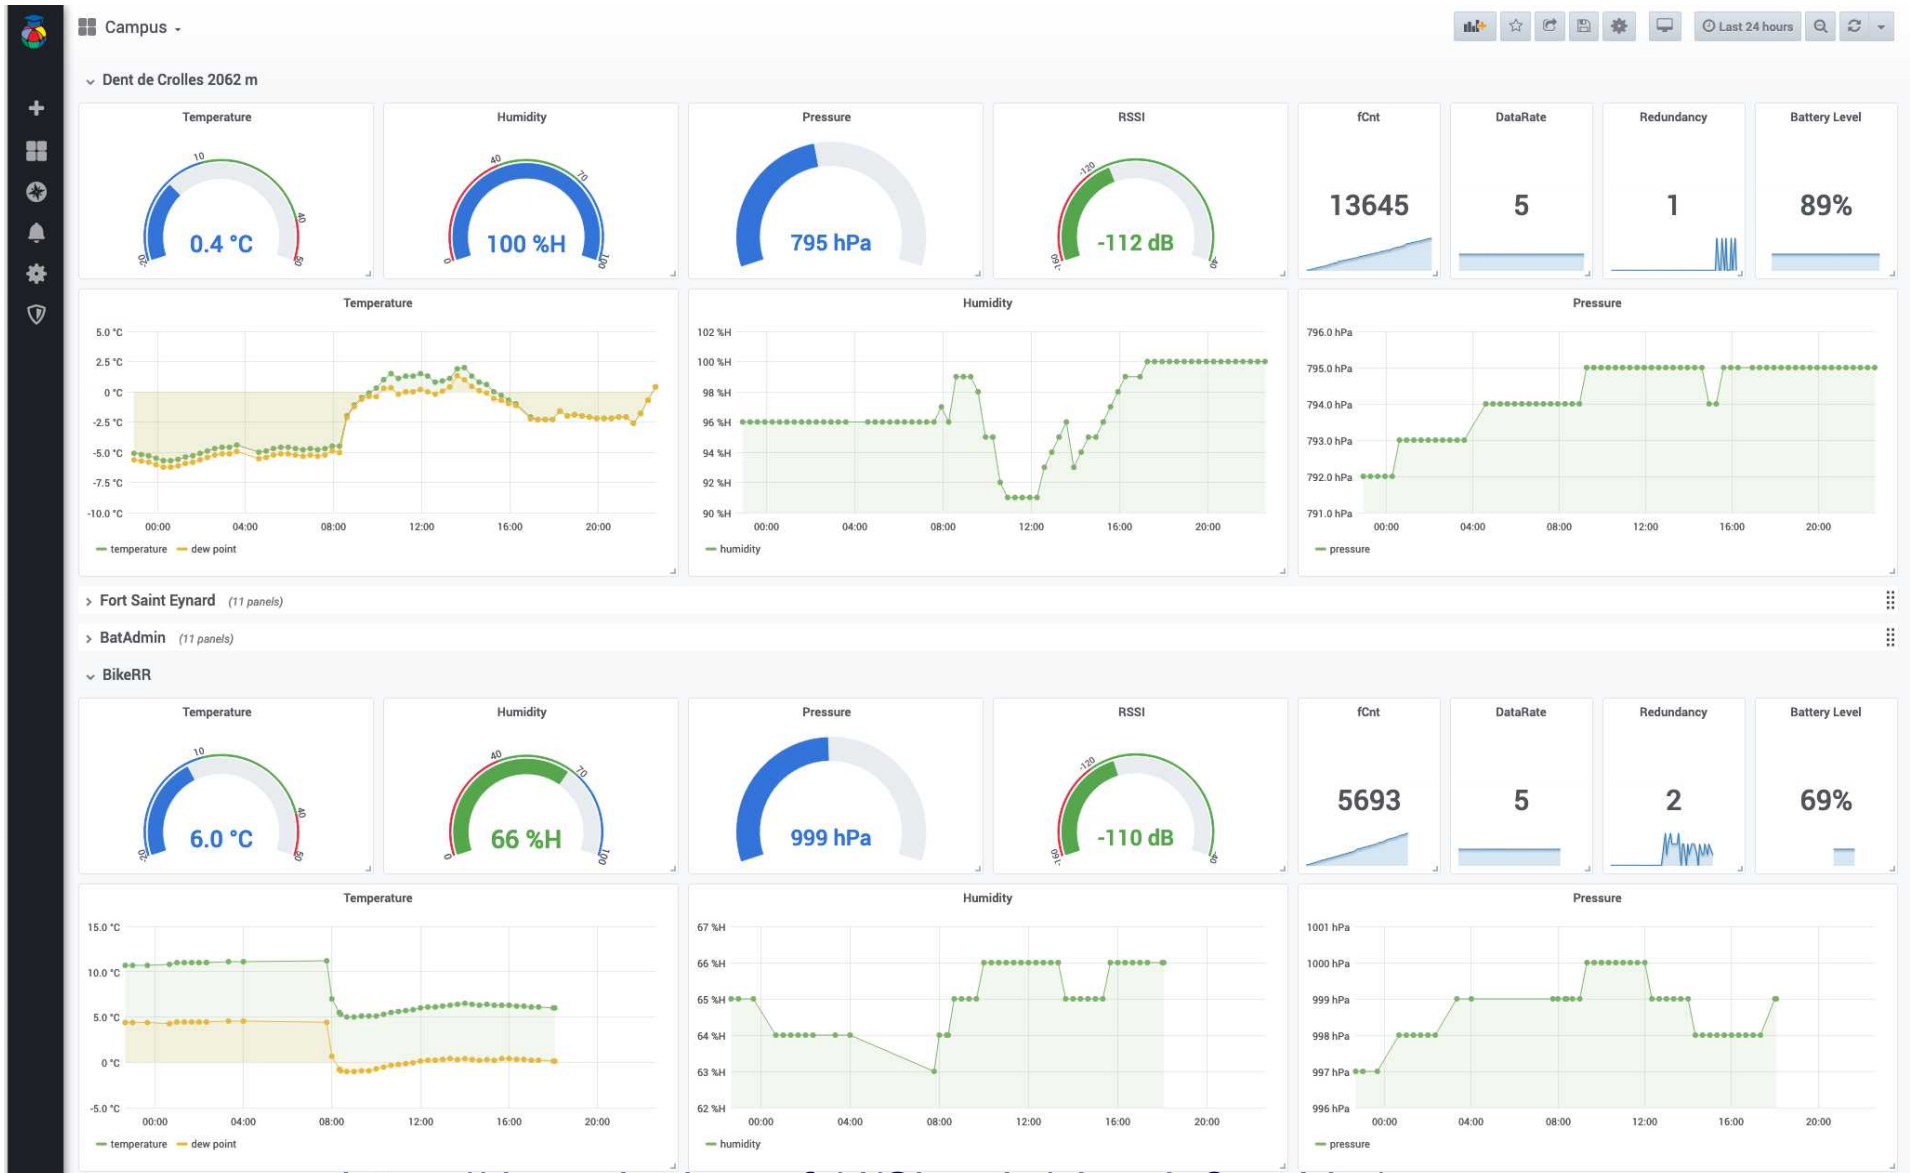 Campus
Last 24 hours
Dent de Crolles 2062 m
Temperature
-20
10
40
50
0.4 °C
Humidity
0
40
70
100
100 %H
Pressure
795 hPa
RSSI
-160
-120
-40
-112 dB
fCnt
13645
DataRate
5
Redundancy
1
Battery Level
89%
Temperature
5.0 °C
2.5 °C
0 °C
-2.5 °C
-5.0 °C
-7.5 °C
-10.0 °C
00:00 04:00 08:00 12:00 16:00 20:00
temperature dew point
Humidity
102 %H
100 %H
98 %H
96 %H
94 %H
92 %H
90 %H
00:00 04:00 08:00 12:00 16:00 20:00
humidity
Pressure
796.0 hPa
795.0 hPa
794.0 hPa
793.0 hPa
792.0 hPa
791.0 hPa
00:00 04:00 08:00 12:00 16:00 20:00
pressure
Fort Saint Eynard (11 panels)
BatAdmin (11 panels)
BikeRR
Temperature
-20
10
40
50
6.0 °C
Humidity
0
40
70
100
66 %H
Pressure
999 hPa
RSSI
-160
-120
-40
-110 dB
fCnt
5693
DataRate
5
Redundancy
2
Battery Level
69%
Temperature
15.0 °C
10.0 °C
5.0 °C
0 °C
-5.0 °C
00:00 04:00 08:00 12:00 16:00 20:00
temperature dew point
Humidity
67 %H
66 %H
65 %H
64 %H
63 %H
62 %H
00:00 04:00 08:00 12:00 16:00 20:00
humidity
Pressure
1001 hPa
1000 hPa
999 hPa
998 hPa
997 hPa
996 hPa
00:00 04:00 08:00 12:00 16:00 20:00
pressure